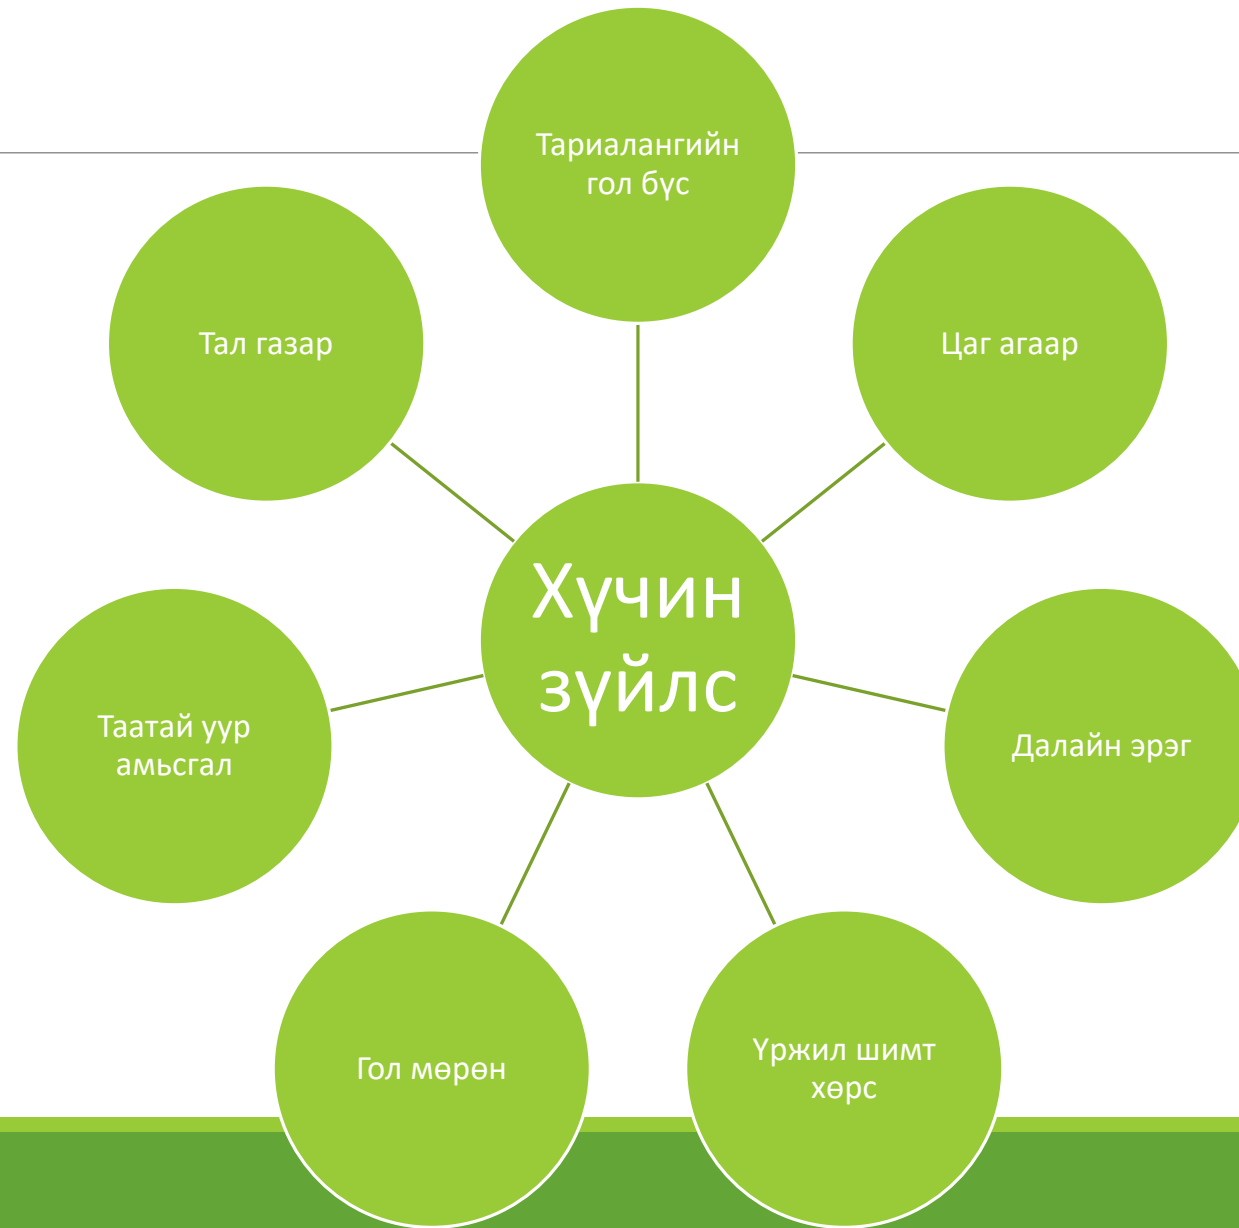 Тариалангийн
гол бүс
Тал газар
Цаг агаар
Хүчин
зүйлс
Таатай уур
амьсгал
Далайн эрэг
Гол мөрөн
Үржил шимт
хөрс